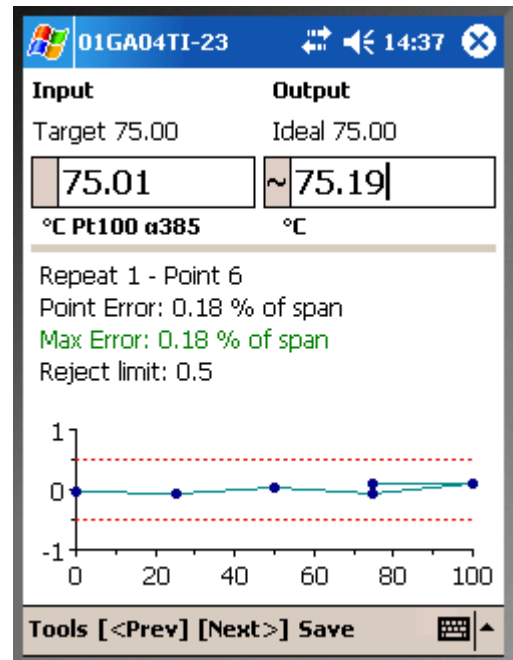 01GA04TI-23 14:37
Input Output
Target 75.00 Ideal 75.00
75.01 ~ 75.19
°C Pt100 α385 °C
Repeat 1 - Point 6
Point Error: 0.18 % of span
Max Error: 0.18 % of span
Reject limit: 0.5
1
0
-1
0 20 40 60 80 100
Tools [<Prev] [Next>] Save